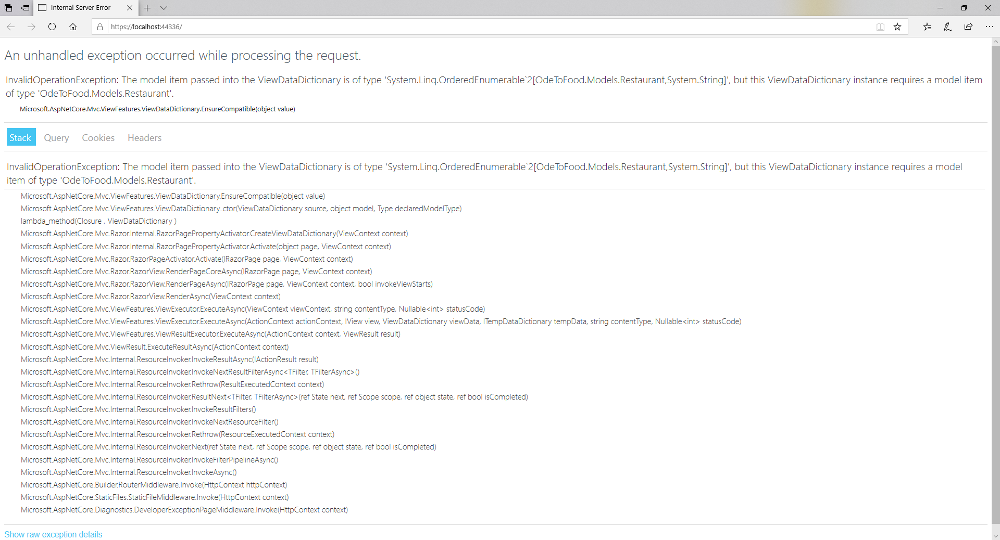 Internal Server Error
https://localhost:44336/
An unhandled exception occurred while processing the request.
InvalidOperationException: The model item passed into the ViewDataDictionary is of type 'System.Linq.OrderedEnumerable`2[OdeToFood.Models.Restaurant,System.String]', but this ViewDataDictionary instance requires a model item
of type 'OdeToFood.Models.Restaurant'.
Microsoft.AspNetCore.Mvc.ViewFeatures.ViewDataDictionary.EnsureCompatible(object value)
Stack Query Cookies Headers
InvalidOperationException: The model item passed into the ViewDataDictionary is of type 'System.Linq.OrderedEnumerable`2[OdeToFood.Models.Restaurant,System.String]', but this ViewDataDictionary instance requires a model
item of type 'OdeToFood.Models.Restaurant'.
Microsoft.AspNetCore.Mvc.ViewFeatures.ViewDataDictionary.EnsureCompatible(object value)
Microsoft.AspNetCore.Mvc.ViewFeatures.ViewDataDictionary..ctor(ViewDataDictionary source, object model, Type declaredModelType)
lambda_method(Closure , ViewDataDictionary )
Microsoft.AspNetCore.Mvc.Razor.Internal.RazorPagePropertyActivator.CreateViewDataDictionary(ViewContext context)
Microsoft.AspNetCore.Mvc.Razor.Internal.RazorPagePropertyActivator.Activate(object page, ViewContext context)
Microsoft.AspNetCore.Mvc.Razor.RazorPageActivator.Activate(IRazorPage page, ViewContext context)
Microsoft.AspNetCore.Mvc.Razor.RazorView.RenderPageCoreAsync(IRazorPage page, ViewContext context)
Microsoft.AspNetCore.Mvc.Razor.RazorView.RenderPageAsync(IRazorPage page, ViewContext context, bool invokeViewStarts)
Microsoft.AspNetCore.Mvc.Razor.RazorView.RenderAsync(ViewContext context)
Microsoft.AspNetCore.Mvc.ViewFeatures.ViewExecutor.ExecuteAsync(ViewContext viewContext, string contentType, Nullable<int> statusCode)
Microsoft.AspNetCore.Mvc.ViewFeatures.ViewExecutor.ExecuteAsync(ActionContext actionContext, IView view, ViewDataDictionary viewData, ITempDataDictionary tempData, string contentType, Nullable<int> statusCode)
Microsoft.AspNetCore.Mvc.ViewFeatures.ViewResultExecutor.ExecuteAsync(ActionContext context, ViewResult result)
Microsoft.AspNetCore.Mvc.ViewResult.ExecuteResultAsync(ActionContext context)
Microsoft.AspNetCore.Mvc.Internal.ResourceInvoker.InvokeResultAsync(IActionResult result)
Microsoft.AspNetCore.Mvc.Internal.ResourceInvoker.InvokeNextResultFilterAsync<TFilter, TFilterAsync>()
Microsoft.AspNetCore.Mvc.Internal.ResourceInvoker.Rethrow(ResultExecutedContext context)
Microsoft.AspNetCore.Mvc.Internal.ResourceInvoker.ResultNext<TFilter, TFilterAsync>(ref State next, ref Scope scope, ref object state, ref bool isCompleted)
Microsoft.AspNetCore.Mvc.Internal.ResourceInvoker.InvokeResultFilters()
Microsoft.AspNetCore.Mvc.Internal.ResourceInvoker.InvokeNextResourceFilter()
Microsoft.AspNetCore.Mvc.Internal.ResourceInvoker.Rethrow(ResourceExecutedContext context)
Microsoft.AspNetCore.Mvc.Internal.ResourceInvoker.Next(ref State next, ref Scope scope, ref object state, ref bool isCompleted)
Microsoft.AspNetCore.Mvc.Internal.ResourceInvoker.InvokeFilterPipelineAsync()
Microsoft.AspNetCore.Mvc.Internal.ResourceInvoker.InvokeAsync()
Microsoft.AspNetCore.Builder.RouterMiddleware.Invoke(HttpContext httpContext)
Microsoft.AspNetCore.StaticFiles.StaticFileMiddleware.Invoke(HttpContext context)
Microsoft.AspNetCore.Diagnostics.DeveloperExceptionPageMiddleware.Invoke(HttpContext context)
Show raw exception details